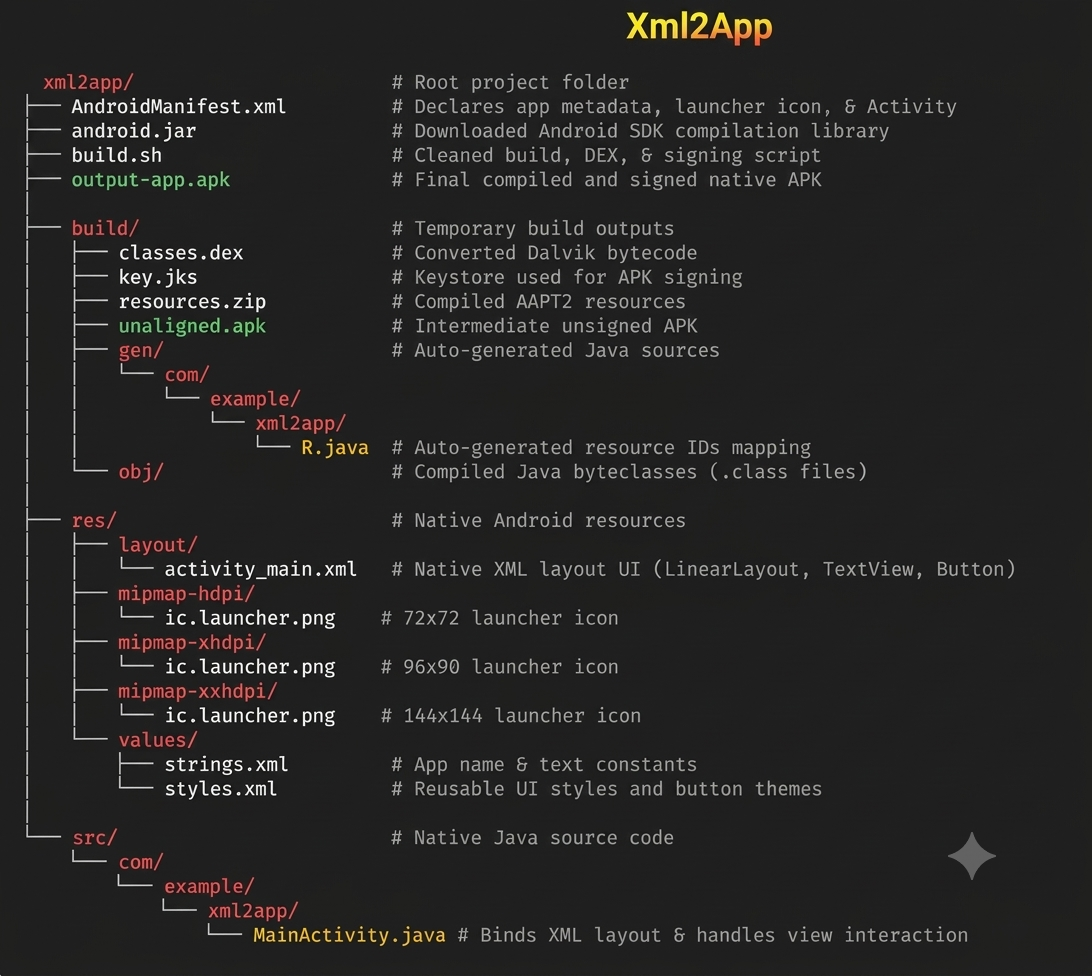 Xml2App
xml2app/ # Root project folder
├── AndroidManifest.xml # Declares app metadata, launcher icon, & Activity
├── android.jar # Downloaded Android SDK compilation library
├── build.sh # Cleaned build, DEX, & signing script
├── output-app.apk # Final compiled and signed native APK
├── build/ # Temporary build outputs
│   ├── classes.dex # Converted Dalvik bytecode
│   ├── key.jks # Keystore used for APK signing
│   ├── resources.zip # Compiled AAPT2 resources
│   ├── unaligned.apk # Intermediate unsigned APK
│   ├── gen/ # Auto-generated Java sources
│   │   └── com/
│   │       └── example/
│   │           └── xml2app/
│   │               └── R.java # Auto-generated resource IDs mapping
│   └── obj/ # Compiled Java byteclasses (.class files)
├── res/ # Native Android resources
│   ├── layout/
│   │   └── activity_main.xml # Native XML layout UI (LinearLayout, TextView, Button)
│   ├── mipmap-hdpi/
│   │   └── ic.launcher.png # 72x72 launcher icon
│   ├── mipmap-xhdpi/
│   │   └── ic.launcher.png # 96x90 launcher icon
│   ├── mipmap-xxhdpi/
│   │   └── ic.launcher.png # 144x144 launcher icon
│   └── values/
│       ├── strings.xml # App name & text constants
│       └── styles.xml # Reusable UI styles and button themes
└── src/ # Native Java source code
    └── com/
        └── example/
            └── xml2app/
                └── MainActivity.java # Binds XML layout & handles view interaction